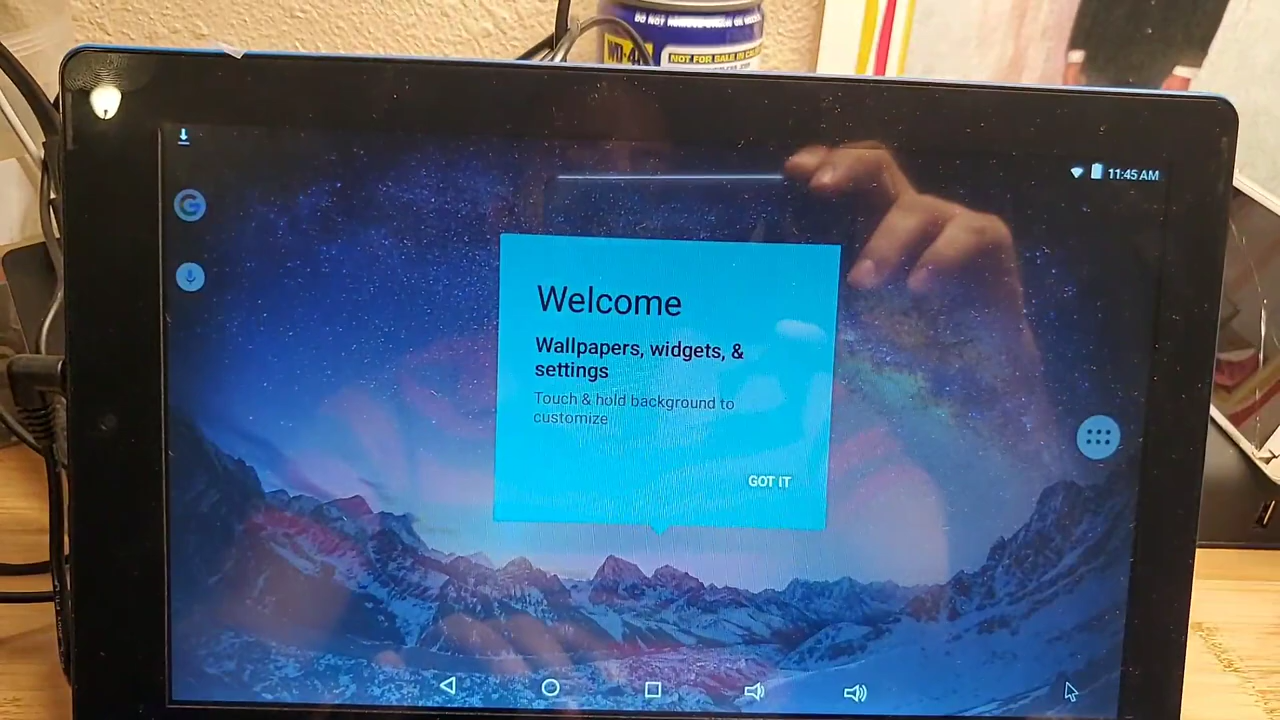 WD-40
NOT FOR SALE IN CAL
11:45 AM
G
Welcome
Wallpapers, widgets, &
settings
Touch & hold background to
customize
GOT IT